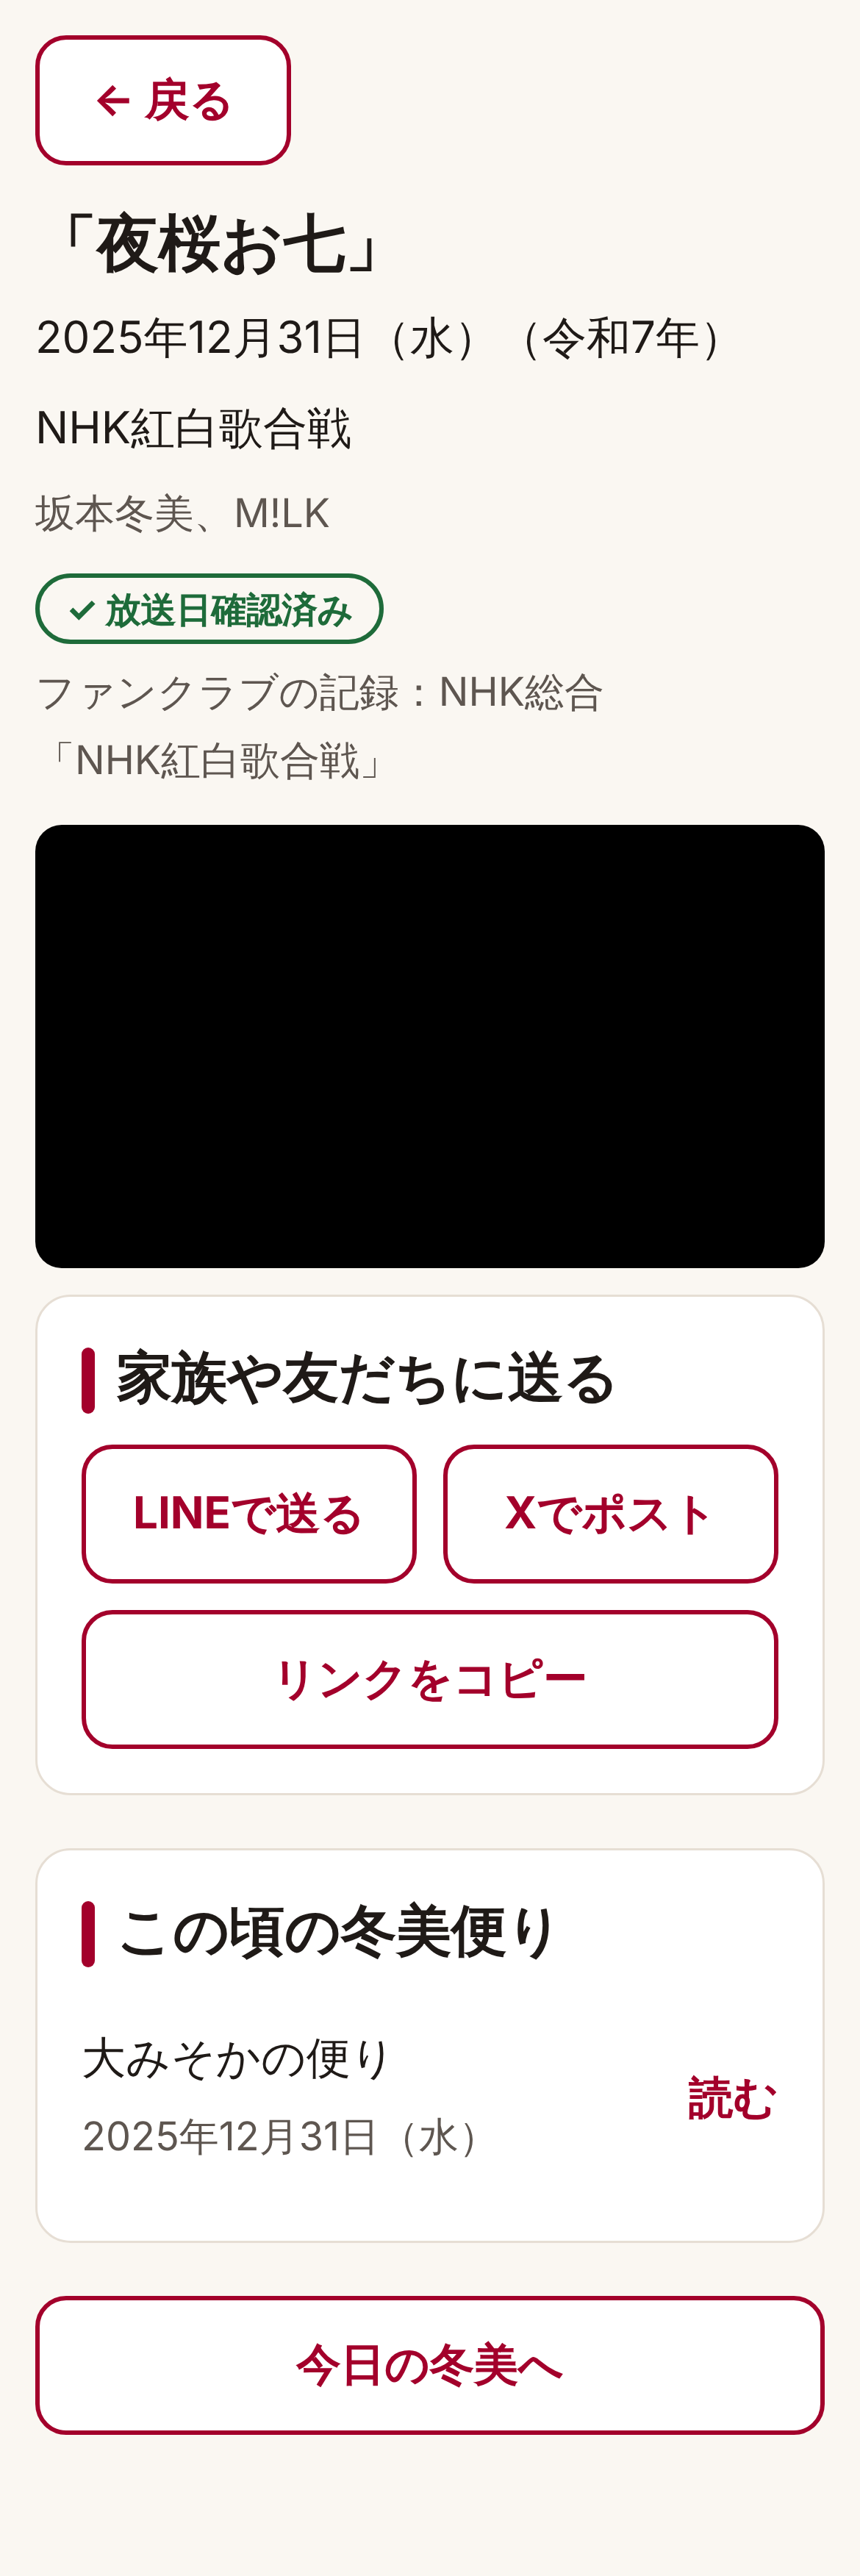 ← 戻る
「夜桜お七」
2025年12月31日（水）（令和7年）
NHK紅白歌合戦
坂本冬美、M!LK
✓ 放送日確認済み
ファンクラブの記録：NHK総合
「NHK紅白歌合戦」
家族や友だちに送る
LINEで送る
Xでポスト
リンクをコピー
この頃の冬美便り
大みそかの便り
読む
2025年12月31日（水）
今日の冬美へ